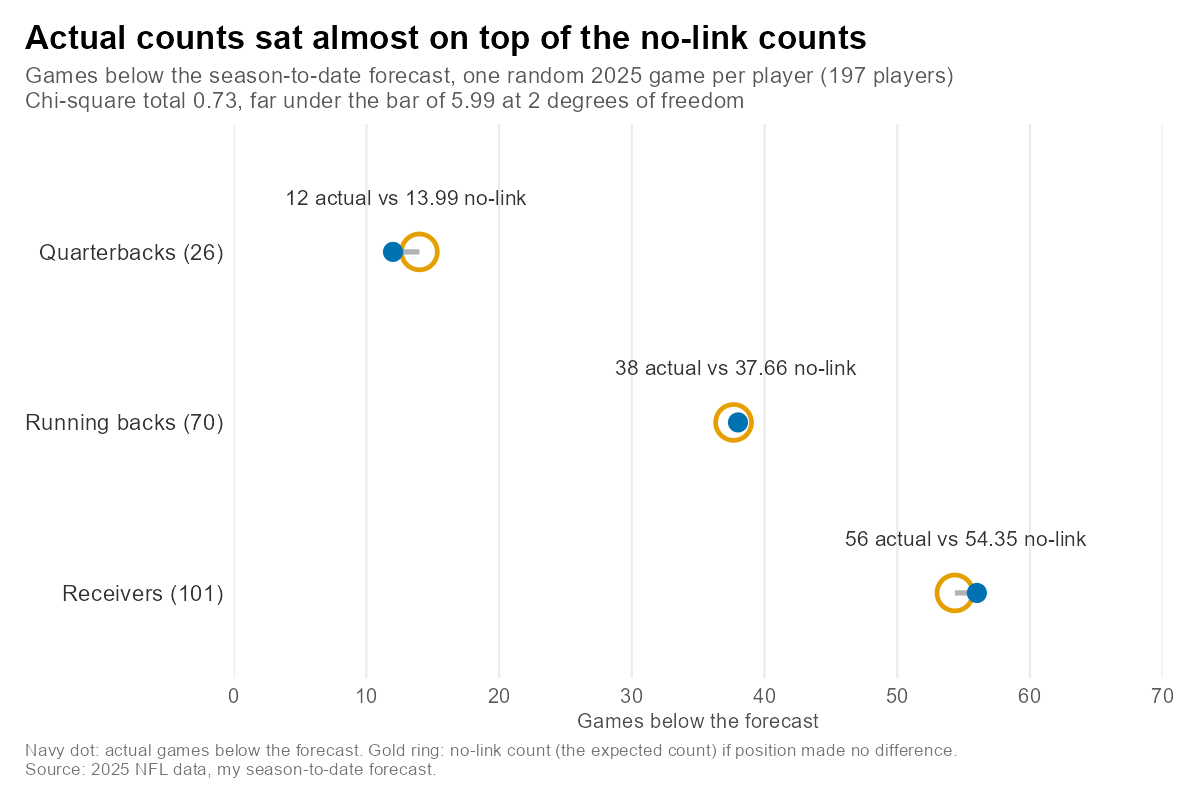 Actual counts sat almost on top of the no-link counts
Games below the season-to-date forecast, one random 2025 game per player (197 players)
Chi-square total 0.73, far under the bar of 5.99 at 2 degrees of freedom
12 actual vs 13.99 no-link
Quarterbacks (26)
38 actual vs 37.66 no-link
Running backs (70)
56 actual vs 54.35 no-link
Receivers (101)
0 10 20 30 40 50 60 70
Games below the forecast
Navy dot: actual games below the forecast. Gold ring: no-link count (the expected count) if position made no difference.
Source: 2025 NFL data, my season-to-date forecast.